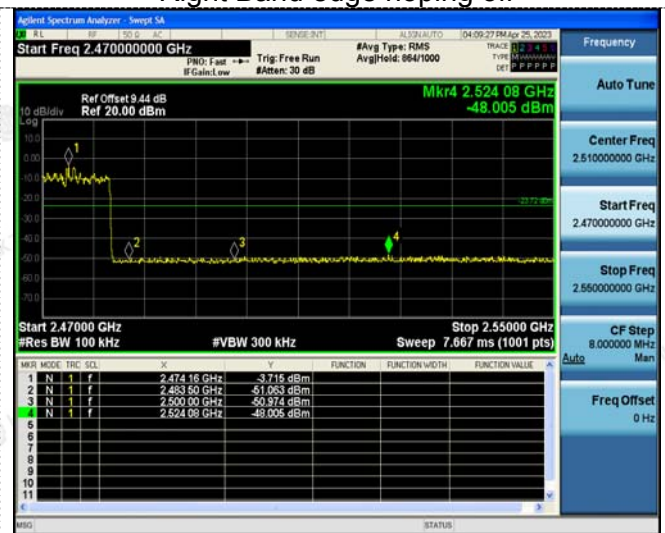 Agilent Spectrum Analyzer - Swept SA
RL RF 50 Ω AC SENSE:INT ALIGN AUTO 04:09:27 PM Apr 25, 2023
Start Freq 2.470000000 GHz
PNO: Fast
IFGain:Low
Trig: Free Run
#Atten: 30 dB
#Avg Type: RMS
Avg|Hold: 864/1000
TRACE 1 2 3 4 5 6
TYPE
DET P P P P P P
Ref Offset 9.44 dB
Ref 20.00 dBm
10 dB/div
Log
Mkr4 2.524 08 GHz
-48.005 dBm
10.0
0.00
-10.0
-20.0
-30.0
-40.0
-50.0
-60.0
-70.0
1
2
3
4
-23.72 dBm
Start 2.47000 GHz Stop 2.55000 GHz
#Res BW 100 kHz #VBW 300 kHz Sweep 7.667 ms (1001 pts)
MKR MODE TRC SCL X Y FUNCTION FUNCTION WIDTH FUNCTION VALUE
1 N 1 f 2.474 16 GHz -3.715 dBm
2 N 1 f 2.483 50 GHz -51.063 dBm
3 N 1 f 2.500 00 GHz -50.974 dBm
4 N 1 f 2.524 08 GHz -48.005 dBm
5
6
7
8
9
10
11
MSG STATUS
Frequency
Auto Tune
Center Freq
2.510000000 GHz
Start Freq
2.470000000 GHz
Stop Freq
2.550000000 GHz
CF Step
8.000000 MHz
Auto Man
Freq Offset
0 Hz